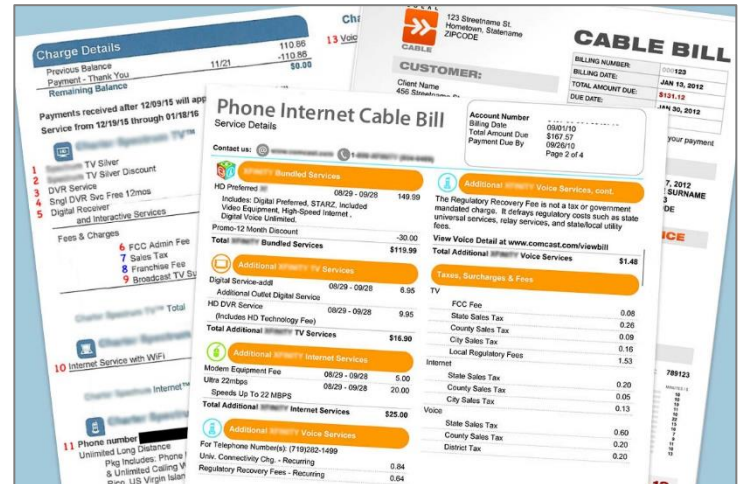 Charge Details
Previous Balance 110.86
Payment - Thank You 11/21 -110.86
Remaining Balance $0.00
Payments received after 12/09/15 will app
Service from 12/19/15 through 01/18/16
1 TV Silver
2 TV Silver Discount
3 DVR Service
4 Sngl DVR Svc Free 12mos
5 Digital Receiver
and Interactive Services
Fees & Charges
6 FCC Admin Fee
7 Sales Tax
8 Franchise Fee
9 Broadcast TV Su
TV™ Total
10 Internet Service with WiFi
Internet™
11 Phone number
Unlimited Long Distance
Pkg Includes: Phone
& Unlimited Calling W
Rico, US Virgin Islan
Cha
13 Voic
CABLE
123 Streetname St.
Hometown, Statename
ZIPCODE
CABLE BILL
CUSTOMER:
Client Name
456 Streetname
BILLING NUMBER: 000123
BILLING DATE: JAN 13, 2012
TOTAL AMOUNT DUE: $131.12
DUE DATE: JAN 30, 2012
your payment
7, 2012
SURNAME
3
ODE
NCE
789123
Phone Internet Cable Bill
Service Details
Account Number
Billing Date 09/01/10
Total Amount Due $167.57
Payment Due By 09/26/10
Page 2 of 4
Contact us:
Bundled Services
HD Preferred 08/29 - 09/28 149.99
Includes: Digital Preferred, STARZ, Included
Video Equipment, High-Speed Internet ,
Digital Voice Unlimited.
Promo-12 Month Discount -30.00
Total Bundled Services $119.99
Additional TV Services
Digital Service-addl 08/29 - 09/28 6.95
Additional Outlet Digital Service
HD DVR Service 08/29 - 09/28 9.95
(Includes HD Technology Fee)
Total Additional TV Services $16.90
Additional Internet Services
Modem Equipment Fee 08/29 - 09/28 5.00
Ultra 22mbps 08/29 - 09/28 20.00
Speeds Up To 22 MBPS
Total Additional Internet Services $25.00
Additional Voice Services
For Telephone Number(s): (719)282-1499
Univ. Connectivity Chg. - Recurring 0.84
Regulatory Recovery Fees - Recurring 0.64
Additional Voice Services, cont.
The Regulatory Recovery Fee is not a tax or government
mandated charge. It defrays regulatory costs such as state
universal services, relay services, and state/local utility
fees.
View Voice Detail at www.comcast.com/viewbill
Total Additional Voice Services $1.48
Taxes, Surcharges & Fees
TV
FCC Fee 0.08
State Sales Tax 0.26
County Sales Tax 0.09
City Sales Tax 0.16
Local Regulatory Fees 1.53
Internet
State Sales Tax 0.20
County Sales Tax 0.05
City Sales Tax 0.13
Voice
State Sales Tax 0.60
County Sales Tax 0.20
District Tax 0.20